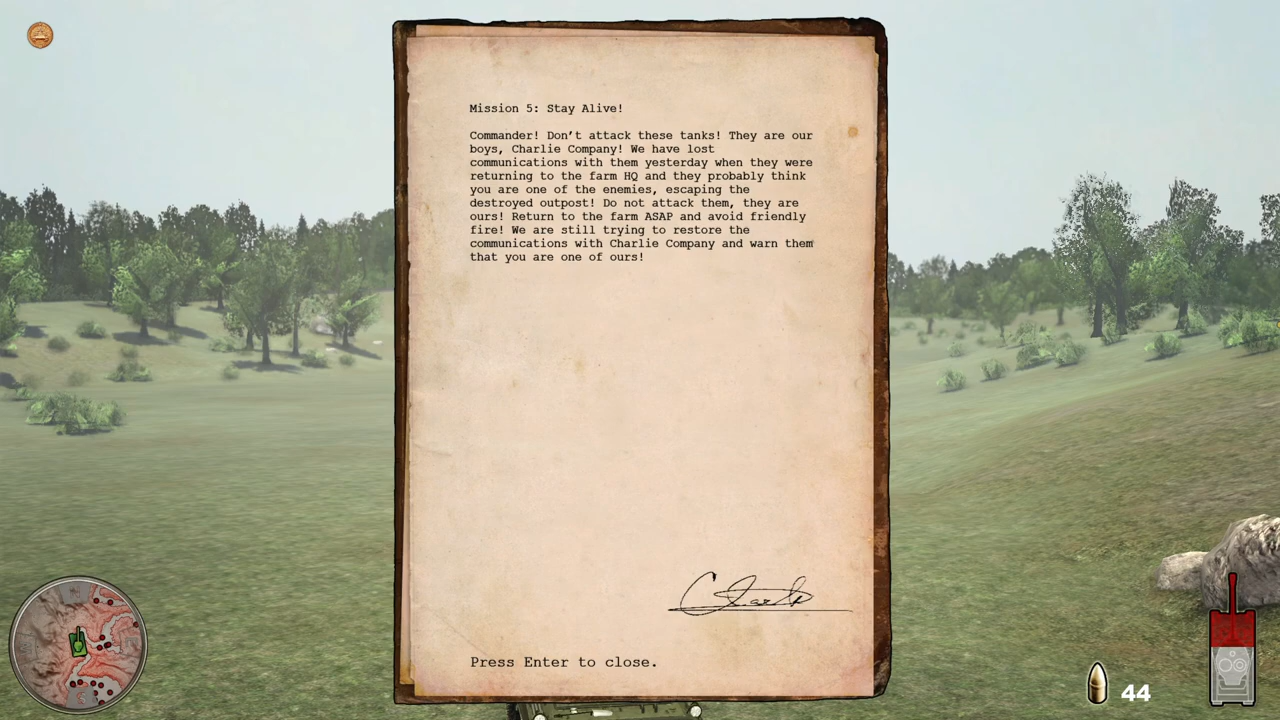 Mission 5: Stay Alive!
Commander! Don't attack these tanks! They are our
boys, Charlie Company! We have lost
communications with them yesterday when they were
returning to the farm HQ and they probably think
you are one of the enemies, escaping the
destroyed outpost! Do not attack them, they are
ours! Return to the farm ASAP and avoid friendly
fire! We are still trying to restore the
communications with Charlie Company and warn them
that you are one of ours!
Press Enter to close.
44